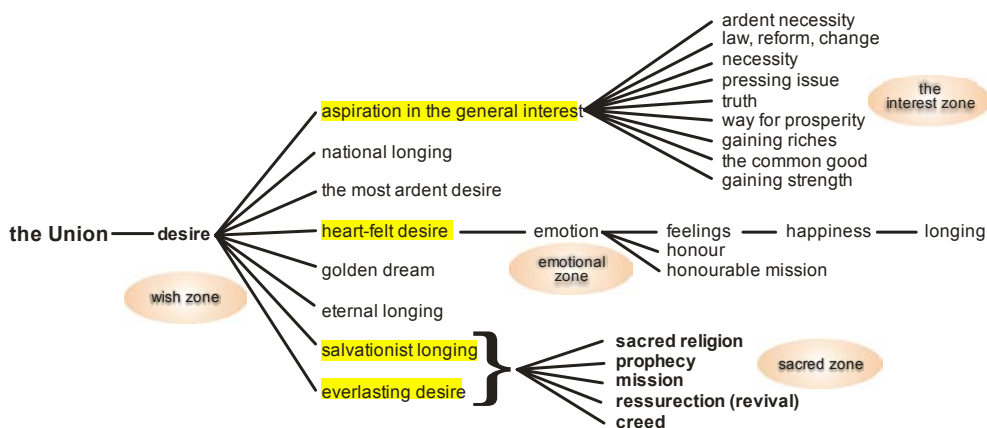 the Union
desire
wish zone
aspiration in the general interest
national longing
the most ardent desire
heart-felt desire
golden dream
eternal longing
salvationist longing
everlasting desire
}
ardent necessity
law, reform, change
necessity
pressing issue
truth
way for prosperity
gaining riches
the common good
gaining strength
the
interest zone
emotion
emotional
zone
feelings
honour
honourable mission
happiness
longing
sacred religion
prophecy
mission
ressurection (revival)
creed
sacred zone